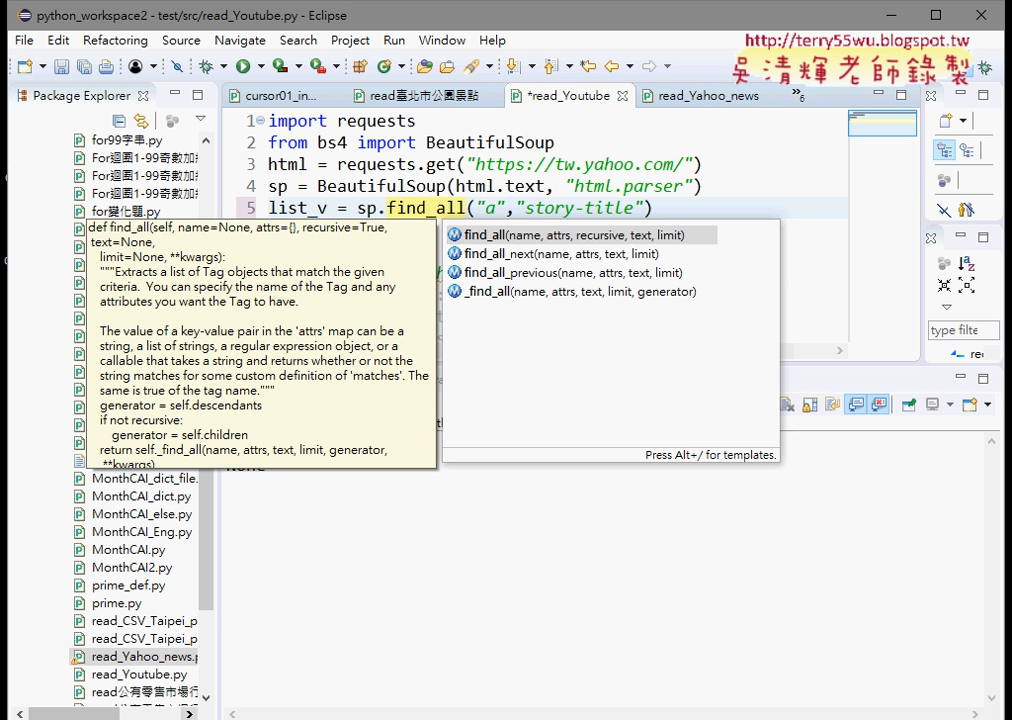 python_workspace2 - test/src/read_Youtube.py - Eclipse
File Edit Refactoring Source Navigate Search Project Run Window Help
http://terry55wu.blogspot.tw
吳清輝老師錄製
Package Explorer
cursor01_in...
read臺北市公園景點
*read_Youtube
read_Yahoo_news
»6
for99字串.py
For迴圈1-99奇數加
For迴圈1-99奇數加
For迴圈1-99奇數加
for變化題.py
1 import requests
2 from bs4 import BeautifulSoup
3 html = requests.get("https://tw.yahoo.com/")
4 sp = BeautifulSoup(html.text, "html.parser")
5 list_v = sp.find_all("a","story-title")
def find_all(self, name=None, attrs={}, recursive=True,
text=None,
limit=None, **kwargs):
"""Extracts a list of Tag objects that match the given
criteria. You can specify the name of the Tag and any
attributes you want the Tag to have.
The value of a key-value pair in the 'attrs' map can be a
string, a list of strings, a regular expression object, or a
callable that takes a string and returns whether or not the
string matches for some custom definition of 'matches'. The
same is true of the tag name."""
generator = self.descendants
if not recursive:
generator = self.children
return self._find_all(name, attrs, text, limit, generator,
**kwargs)
find_all(name, attrs, recursive, text, limit)
find_all_next(name, attrs, text, limit)
find_all_previous(name, attrs, text, limit)
_find_all(name, attrs, text, limit, generator)
Press Alt+/ for templates.
type filte
MonthCAI_dict_file.
MonthCAI_dict.py
MonthCAI_else.py
MonthCAI_Eng.py
MonthCAI.py
MonthCAI2.py
prime_def.py
prime.py
read_CSV_Taipei_p
read_CSV_Taipei_p
read_Yahoo_news.p
read_Youtube.py
read公有零售市場行